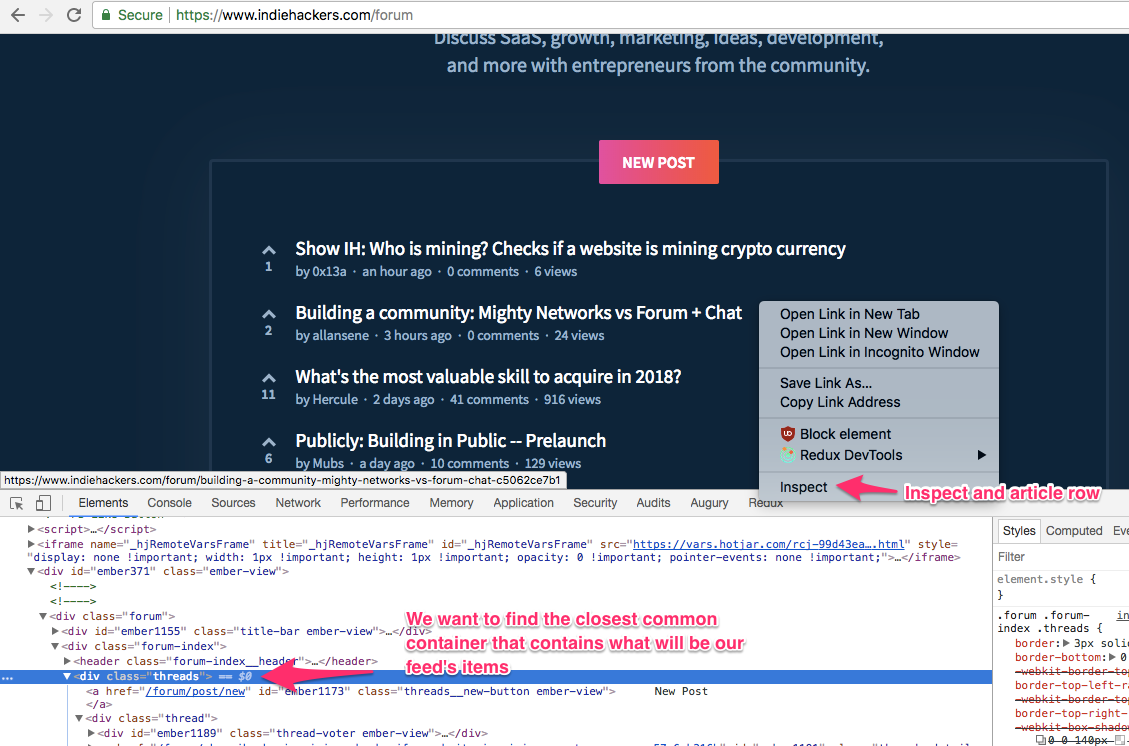 Secure https://www.indiehackers.com/forum
Discuss SaaS, growth, marketing, ideas, development,
and more with entrepreneurs from the community.
NEW POST
Show IH: Who is mining? Checks if a website is mining crypto currency
1
by 0x13a · an hour ago · 0 comments · 6 views
Building a community: Mighty Networks vs Forum + Chat
2
by allansene · 3 hours ago · 0 comments · 24 views
What's the most valuable skill to acquire in 2018?
11
by Hercule · 2 days ago · 41 comments · 916 views
Publicly: Building in Public -- Prelaunch
6
by Mubs · a day ago · 10 comments · 129 views
Open Link in New Tab
Open Link in New Window
Open Link in Incognito Window
Save Link As...
Copy Link Address
Block element
Redux DevTools
Inspect
Inspect and article row
https://www.indiehackers.com/forum/building-a-community-mighty-networks-vs-forum-chat-c5062ce7b1
Elements Console Sources Network Performance Memory Application Security Audits Augury Redux
<script>…</script>
<iframe name="_hjRemoteVarsFrame" title="_hjRemoteVarsFrame" id="_hjRemoteVarsFrame" src="https://vars.hotjar.com/rcj-99d43ea….html" style=
"display: none !important; width: 1px !important; height: 1px !important; opacity: 0 !important; pointer-events: none !important;">…</iframe>
<div id="ember371" class="ember-view">
<!---->
<!---->
<div class="forum">
<div id="ember1155" class="title-bar ember-view">…</div>
<div class="forum-index">
<header class="forum-index__header">…</header>
<div class="threads"> == $0
<a href="/forum/post/new" id="ember1173" class="threads__new-button ember-view"> New Post
</a>
<div class="thread">
<div id="ember1189" class="thread-voter ember-view">…</div>
We want to find the closest common
container that contains what will be our
feed's items
Styles Computed Eve
Filter
element.style {
}
.forum .forum- in
index .threads {
border: 3px soli
border-bottom: 0
-webkit-border-to
border-top-left-ra
-webkit-border-to
border-top-right-
-webkit-box-shado
0 0 140px